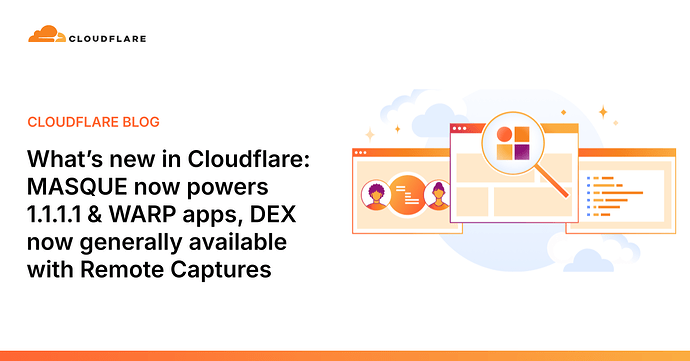 CLOUDFLARE
CLOUDFLARE BLOG
What’s new in Cloudflare:
MASQUE now powers
1.1.1.1 & WARP apps, DEX
now generally available
with Remote Captures